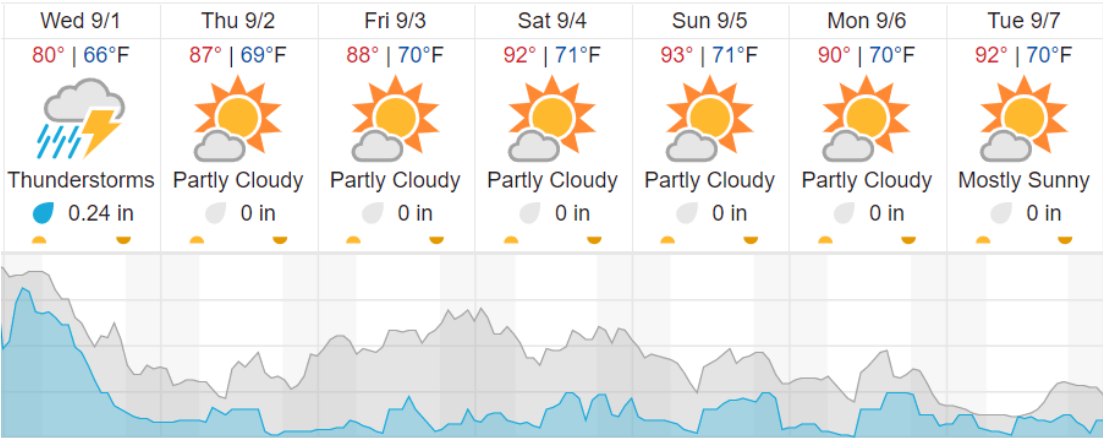 Wed 9/1 Thu 9/2 Fri 9/3 Sat 9/4 Sun 9/5 Mon 9/6 Tue 9/7
80° | 66°F 87° | 69°F 88° | 70°F 92° | 71°F 93° | 71°F 90° | 70°F 92° | 70°F
Thunderstorms Partly Cloudy Partly Cloudy Partly Cloudy Partly Cloudy Partly Cloudy Mostly Sunny
0.24 in 0 in 0 in 0 in 0 in 0 in 0 in